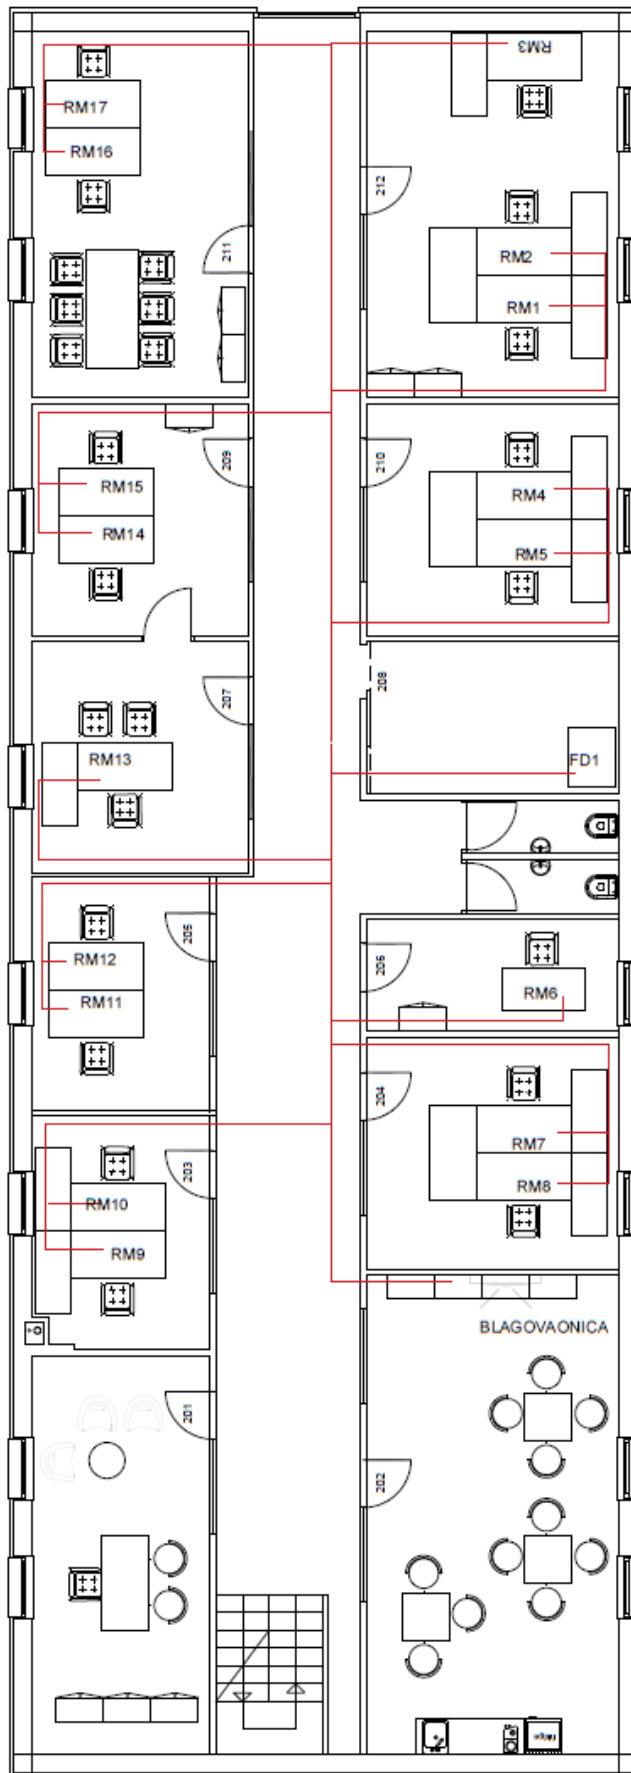 RM3
RM17
RM16
212
211
RM2
RM1
209
210
RM15
RM4
RM14
RM5
207
208
RM13
FD1
205
206
RM12
RM11
RM6
204
203
RM7
RM8
RM10
RM9
BLAGOVAONICA
201
202